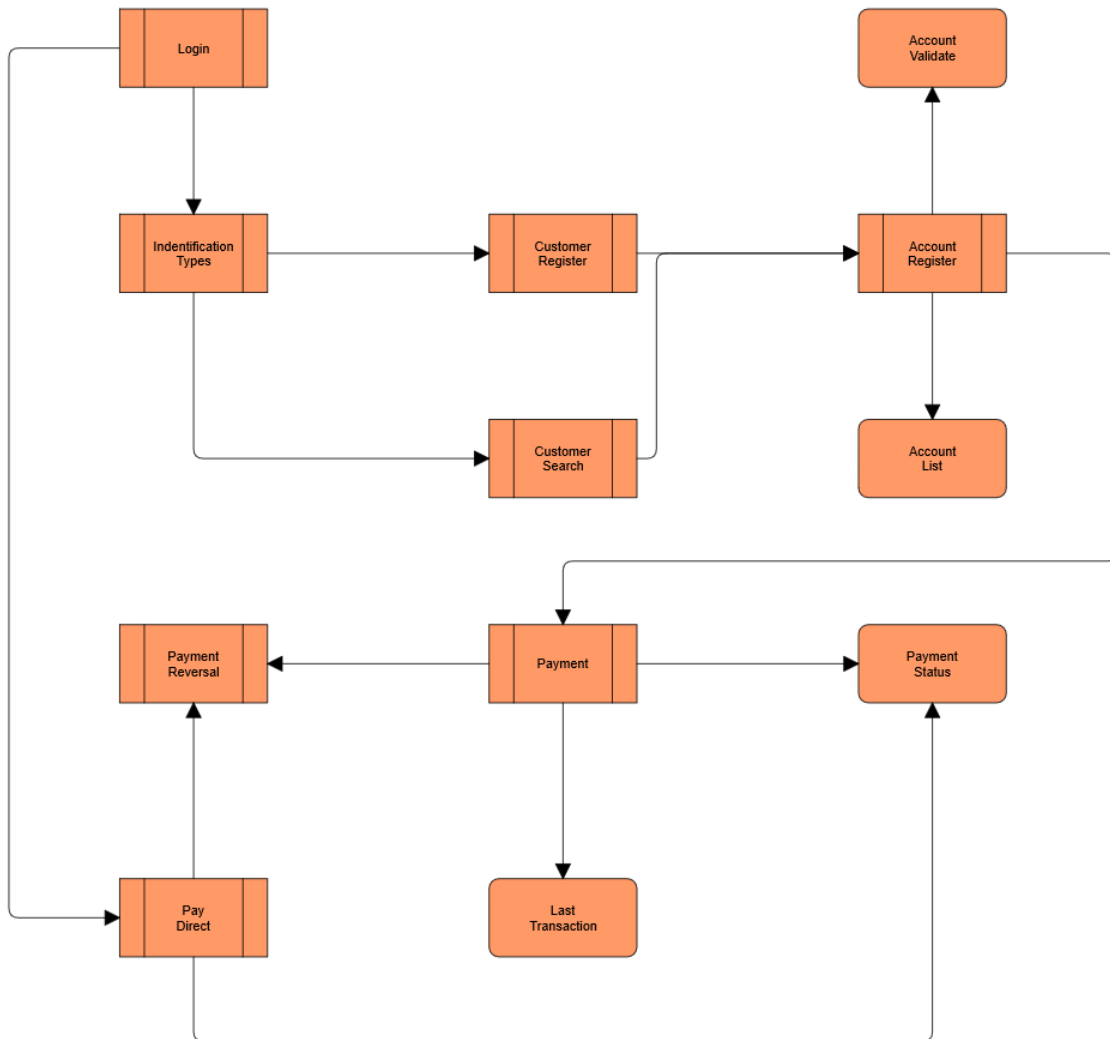 Login
Account
Validate
Indentification
Types
Customer
Register
Account
Register
Customer
Search
Account
List
Payment
Reversal
Payment
Payment
Status
Pay
Direct
Last
Transaction